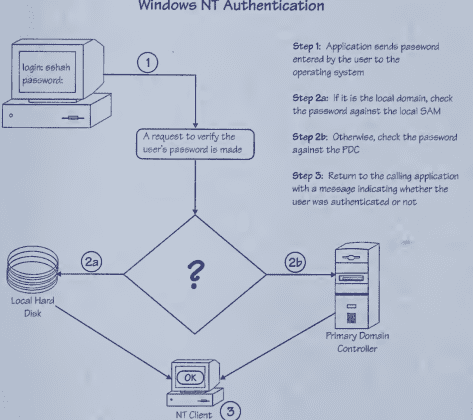 Windows NT Authentication
login: sshah
password:
1
A request to verify the
user's password is made
Step 1: Application sends password
entered by the user to the
operating system
Step 2a: If it is the local domain, check
the password against the local SAM
Step 2b: Otherwise, check the password
against the PDC
Step 3: Return to the calling application
with a message indicating whether the
user was authenticated or not
2a
?
2b
Local Hard
Disk
Primary Domain
Controller
OK
NT Client
3